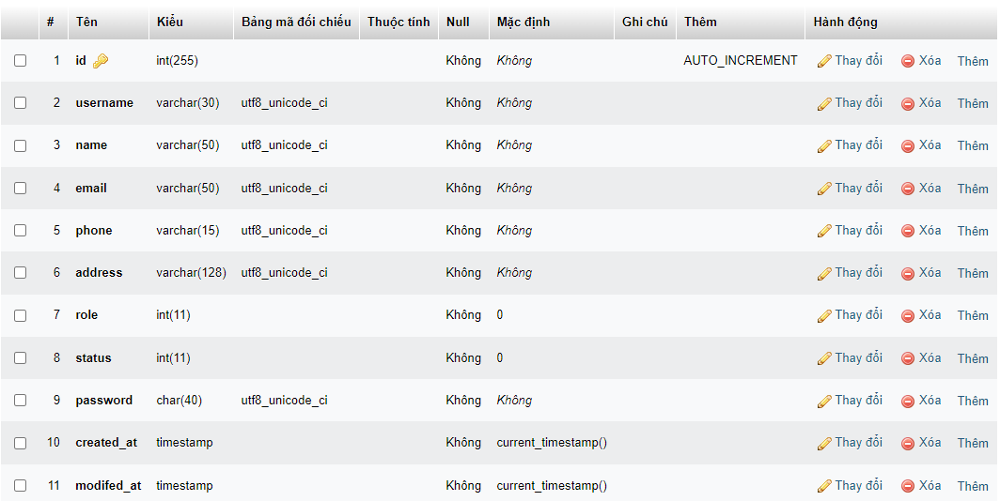 # Tên Kiểu Bảng mã đối chiếu Thuộc tính Null Mặc định Ghi chú Thêm Hành động
1 id int(255) Không Không AUTO_INCREMENT Thay đổi Xóa Thêm
2 username varchar(30) utf8_unicode_ci Không Không Thay đổi Xóa Thêm
3 name varchar(50) utf8_unicode_ci Không Không Thay đổi Xóa Thêm
4 email varchar(50) utf8_unicode_ci Không Không Thay đổi Xóa Thêm
5 phone varchar(15) utf8_unicode_ci Không Không Thay đổi Xóa Thêm
6 address varchar(128) utf8_unicode_ci Không Không Thay đổi Xóa Thêm
7 role int(11) Không 0 Thay đổi Xóa Thêm
8 status int(11) Không 0 Thay đổi Xóa Thêm
9 password char(40) utf8_unicode_ci Không Không Thay đổi Xóa Thêm
10 created_at timestamp Không current_timestamp() Thay đổi Xóa Thêm
11 modifed_at timestamp Không current_timestamp() Thay đổi Xóa Thêm